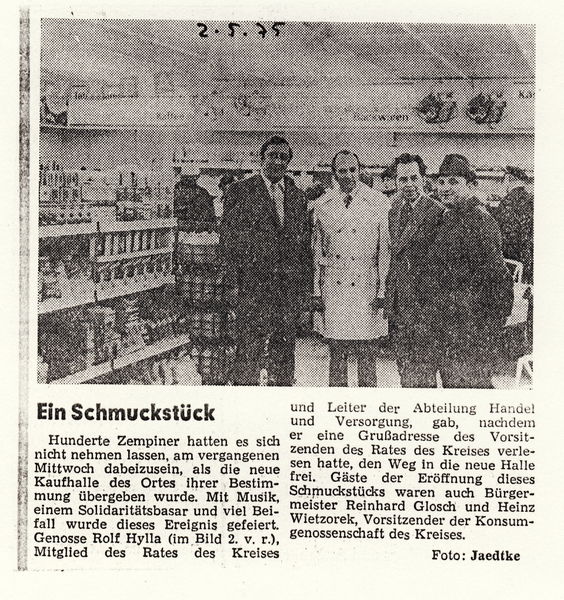 2.5.75
Kaffee
Backwaren
Ein Schmuckstück
Hunderte Zempiner hatten es sich
nicht nehmen lassen, am vergangenen
Mittwoch dabeizusein, als die neue
Kaufhalle des Ortes ihrer Bestim-
mung übergeben wurde. Mit Musik,
einem Solidaritätsbasar und viel Bei-
fall wurde dieses Ereignis gefeiert.
Genosse Rolf Hylla (im Bild 2. v. r.),
Mitglied des Rates des Kreises
und Leiter der Abteilung Handel
und Versorgung, gab, nachdem
er eine Grußadresse des Vorsit-
zenden des Rates des Kreises verle-
sen hatte, den Weg in die neue Halle
frei. Gäste der Eröffnung dieses
Schmuckstücks waren auch Bürger-
meister Reinhard Glosch und Heinz
Wietzorek, Vorsitzender der Konsum-
genossenschaft des Kreises.
Foto: Jaedtke